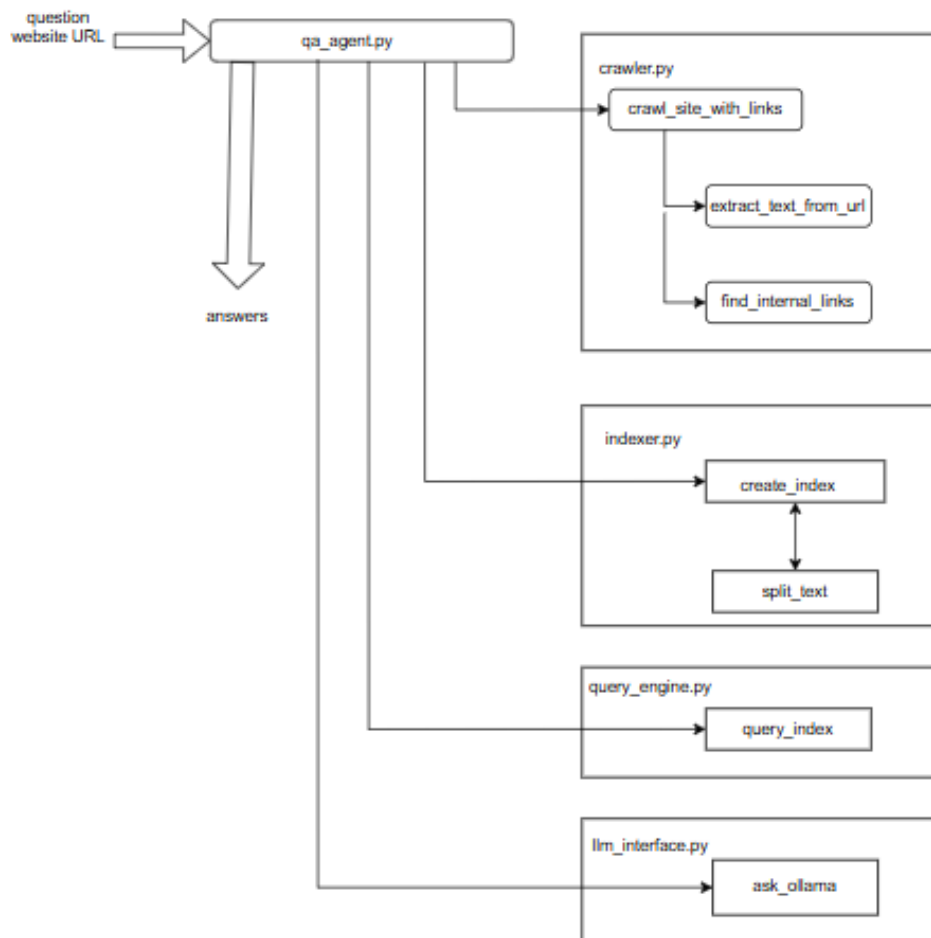 question
website URL
qa_agent.py
crawler.py
crawl_site_with_links
extract_text_from_url
find_internal_links
answers
indexer.py
create_index
split_text
query_engine.py
query_index
llm_interface.py
ask_ollama